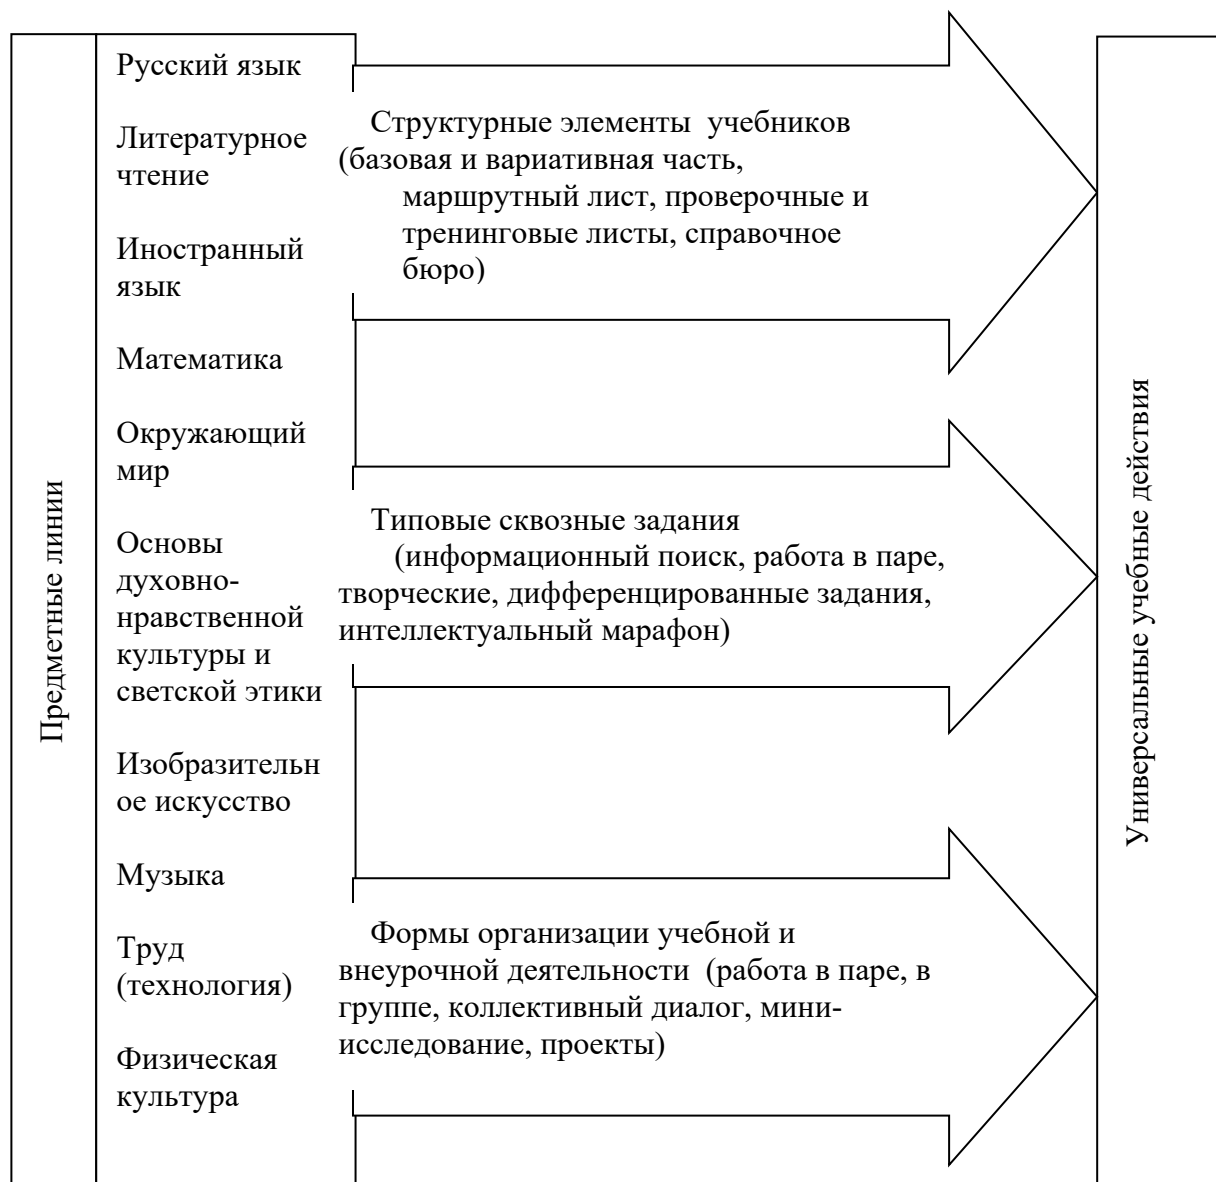 Предметные линии
Русский язык
Литературное
чтение
Иностранный
язык
Математика
Окружающий
мир
Основы
духовно-
нравственной
культуры и
светской этики
Изобразительн
ое искусство
Музыка
Труд
(технология)
Физическая
культура
Структурные элементы учебников
(базовая и вариативная часть,
маршрутный лист, проверочные и
тренинговые листы, справочное
бюро)
Типовые сквозные задания
(информационный поиск, работа в паре,
творческие, дифференцированные задания,
интеллектуальный марафон)
Формы организации учебной и
внеурочной деятельности (работа в паре, в
группе, коллективный диалог, мини-
исследование, проекты)
Универсальные учебные действия